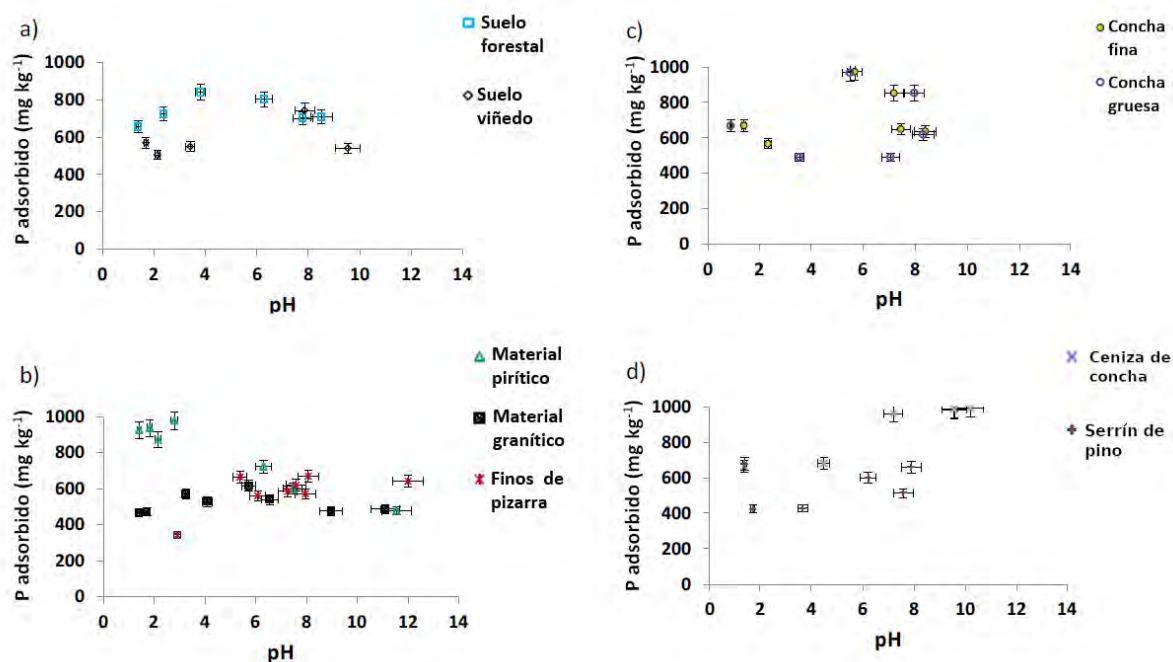 a)
Suelo
forestal
Suelo
viñedo
P adsorbido (mg kg-1)
1000
800
600
400
200
0
0 2 4 6 8 10 12 14
pH
c)
Concha
fina
Concha
gruesa
P adsorbido (mg kg-1)
1000
800
600
400
200
0
0 2 4 6 8 10 12 14
pH
b)
Material
pirítico
Material
granítico
Finos de
pizarra
P adsorbido (mg kg-1)
1000
800
600
400
200
0
0 2 4 6 8 10 12 14
pH
d)
Ceniza de
concha
Serrín de
pino
P adsorbido (mg kg-1)
1000
800
600
400
200
0
0 2 4 6 8 10 12 14
pH